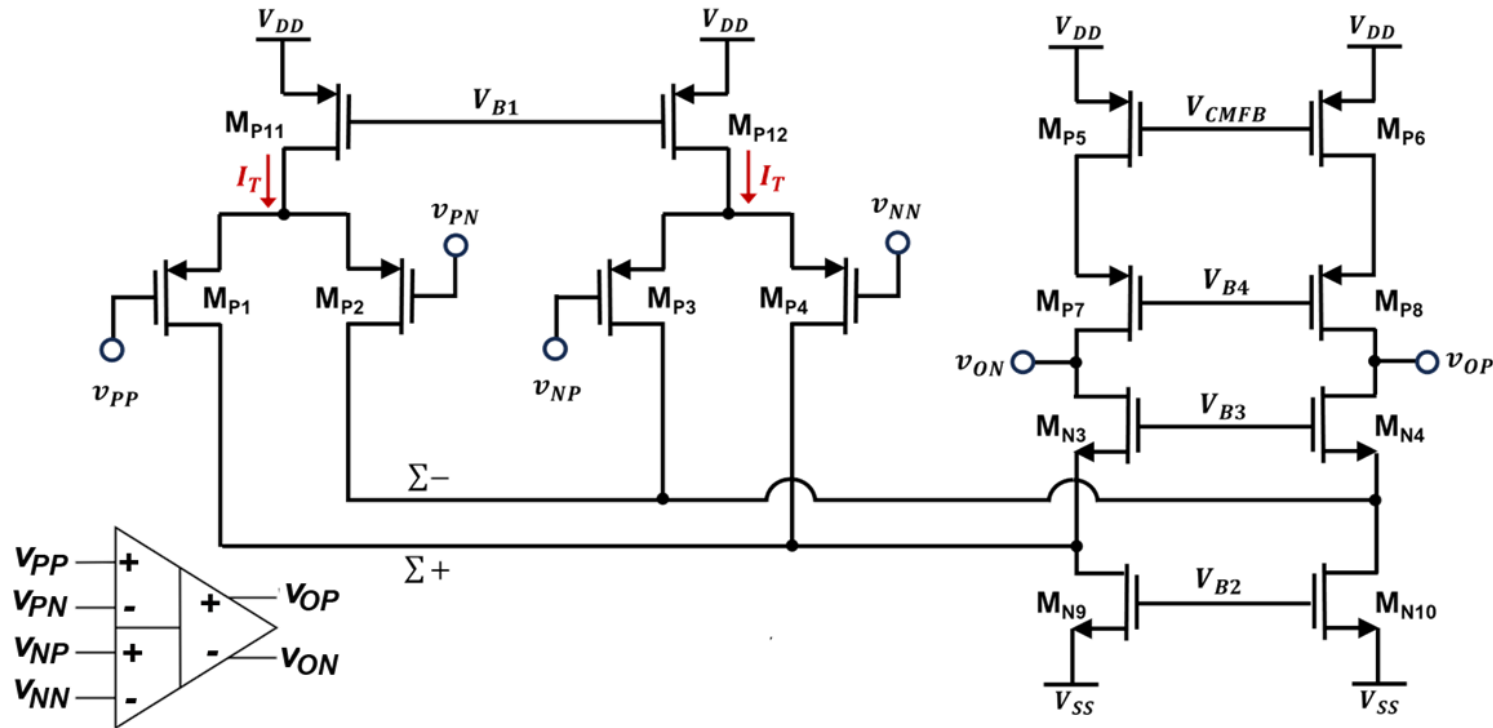 V_DD
V_DD
V_DD
V_DD
M_P11
V_B1
M_P12
M_P5
V_CMFB
M_P6
I_T
I_T
v_PN
v_NN
M_P1
M_P2
M_P3
M_P4
M_P7
V_B4
M_P8
v_PP
v_NP
v_ON
v_OP
M_N3
V_B3
M_N4
∑−
∑+
M_N9
V_B2
M_N10
V_SS
V_SS
v_PP +
v_PN -
v_NP +
v_NN -
+ v_OP
- v_ON